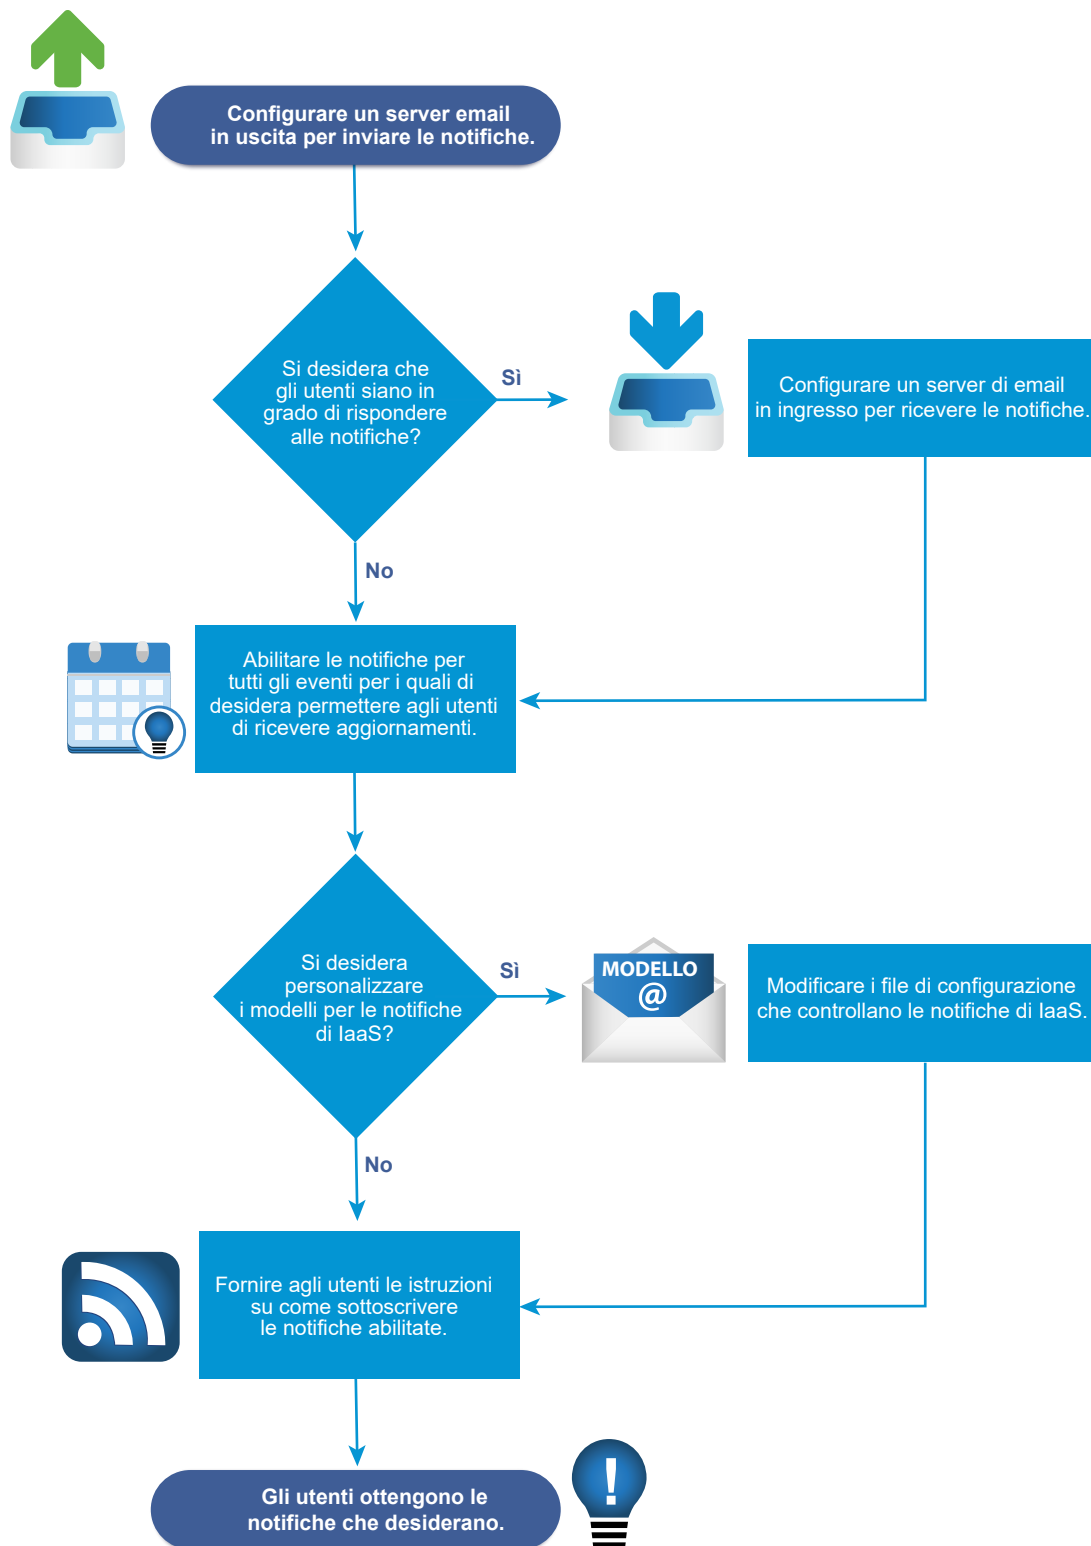 Configurare un server email
in uscita per inviare le notifiche.
Si desidera che
gli utenti siano in
grado di rispondere
alle notifiche?
Sì
Configurare un server di email
in ingresso per ricevere le notifiche.
No
Abilitare le notifiche per
tutti gli eventi per i quali di
desidera permettere agli utenti
di ricevere aggiornamenti.
Si desidera
personalizzare
i modelli per le notifiche
di IaaS?
Sì
MODELLO
@
Modificare i file di configurazione
che controllano le notifiche di IaaS.
No
Fornire agli utenti le istruzioni
su come sottoscrivere
le notifiche abilitate.
Gli utenti ottengono le
notifiche che desiderano.
!